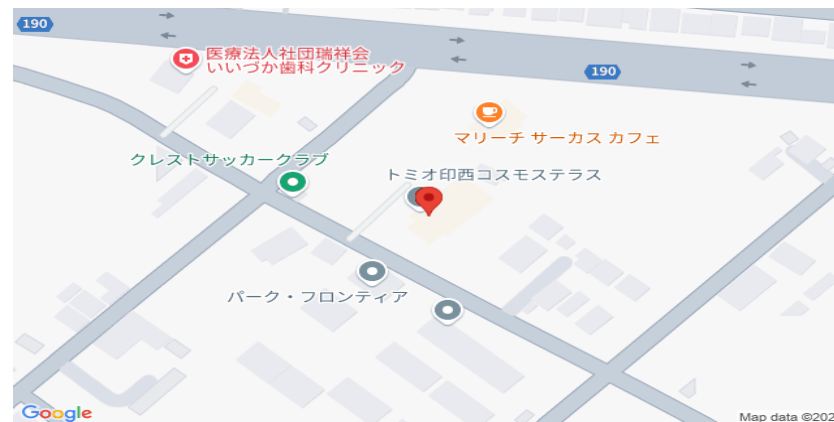 190
医療法人社団瑞祥会
いいづか歯科クリニック
190
マリーチ サーカス カフェ
クレストサッカークラブ
トミオ印西コスモステラス
パーク・フロンティア
Google
Map data ©202